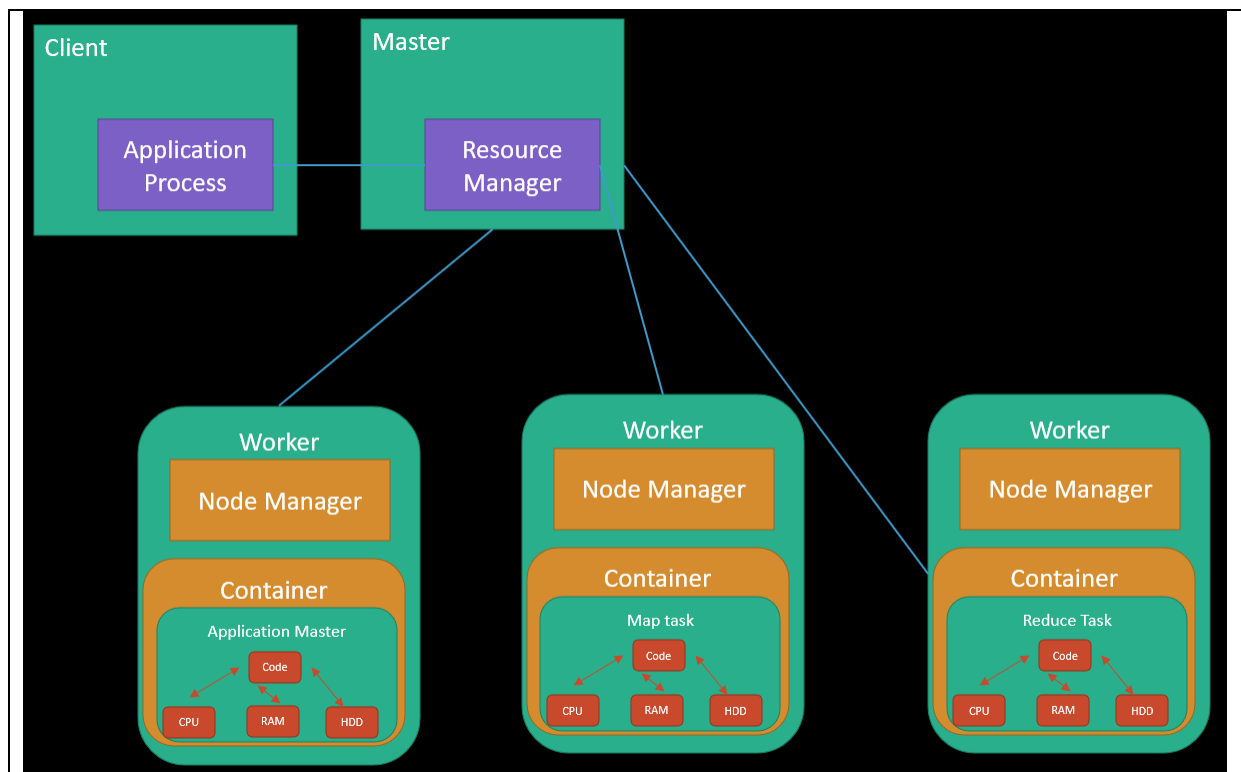 Client
Master
Application
Process
Resource
Manager
Worker
Node Manager
Container
Application Master
Code
CPU
RAM
HDD
Worker
Node Manager
Container
Map task
Code
CPU
RAM
HDD
Worker
Node Manager
Container
Reduce Task
Code
CPU
RAM
HDD